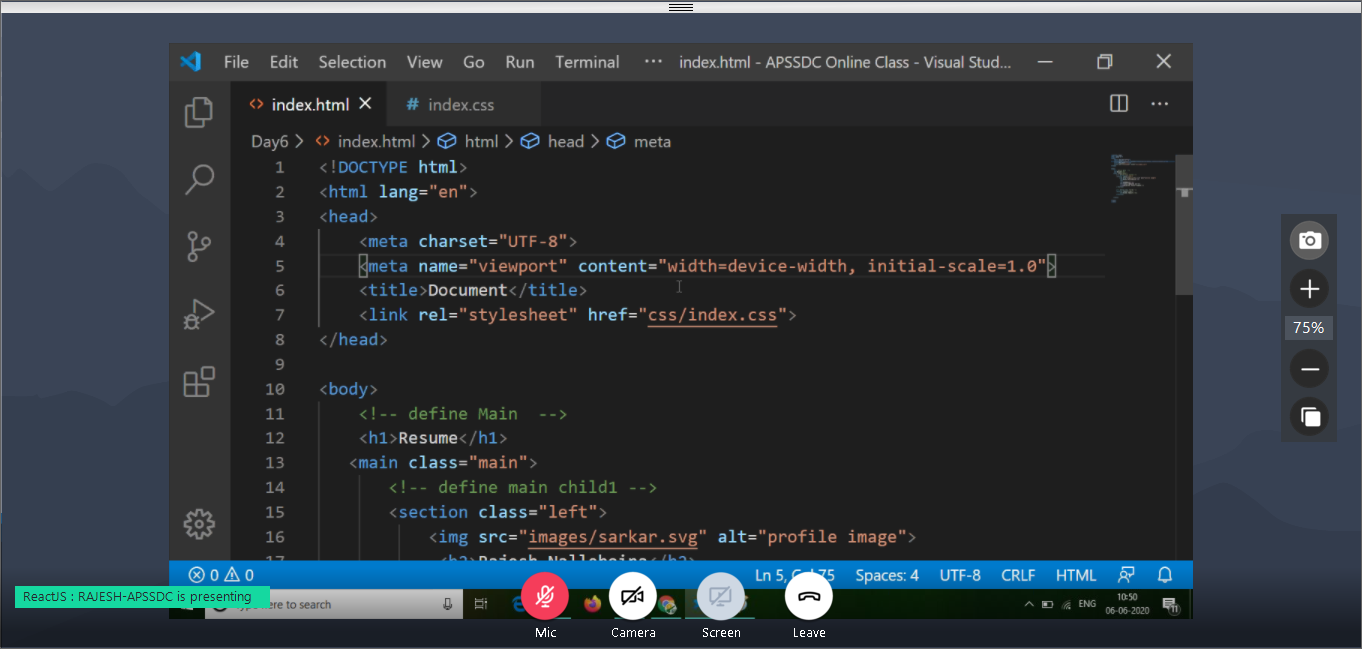 File Edit Selection View Go Run Terminal ··· index.html - APSSDC Online Class - Visual Stud...
index.html index.css
Day6 > index.html > html > head > meta
1 <!DOCTYPE html>
2 <html lang="en">
3 <head>
4 <meta charset="UTF-8">
5 <meta name="viewport" content="width=device-width, initial-scale=1.0">
6 <title>Document</title>
7 <link rel="stylesheet" href="css/index.css">
8 </head>
9
10 <body>
11 <!-- define Main -->
12 <h1>Resume</h1>
13 <main class="main">
14 <!-- define main child1 -->
15 <section class="left">
16 <img src="images/sarkar.svg" alt="profile image">
17
75%
0 0 Ln 5, Col 75 Spaces: 4 UTF-8 CRLF HTML
ReactJS : RAJESH-APSSDC is presenting
here to search
ENG 10:50
06-06-2020
11
Mic Camera Screen Leave